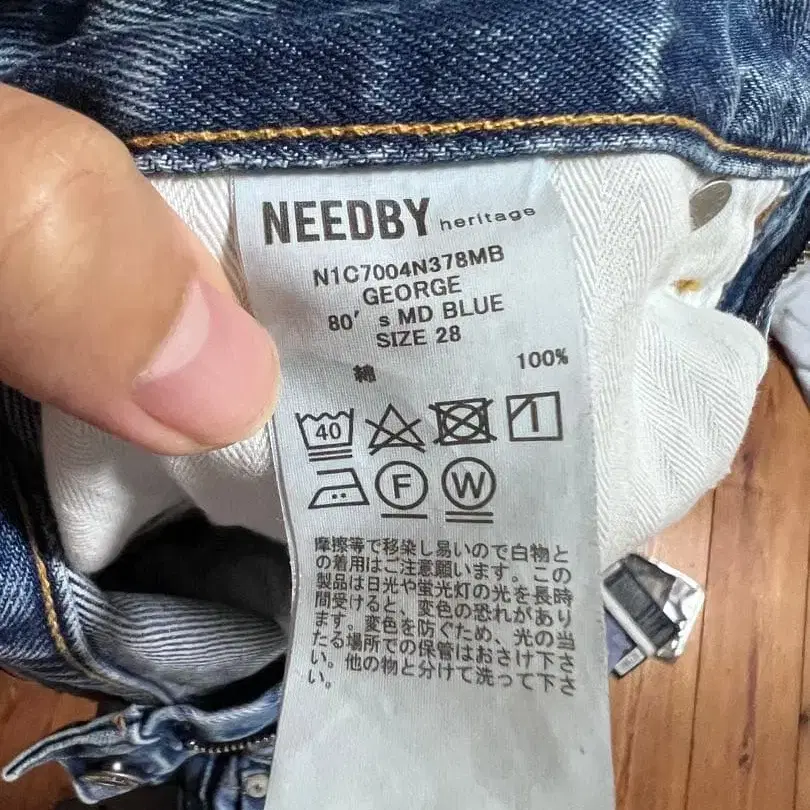 NEEDBY heritage
N1C7004N378MB
GEORGE
80's MD BLUE
SIZE 28
綿 100%
40
F W
摩擦等で移染し易いので白物と
の着用はご注意願います。この
製品は日光や蛍光灯の光を長時
間受けると、変色の恐れがあり
ます。変色を防ぐため、光の当
たる場所での保管はおさけ下さ
い。他の物と分けて洗って下さ
い。